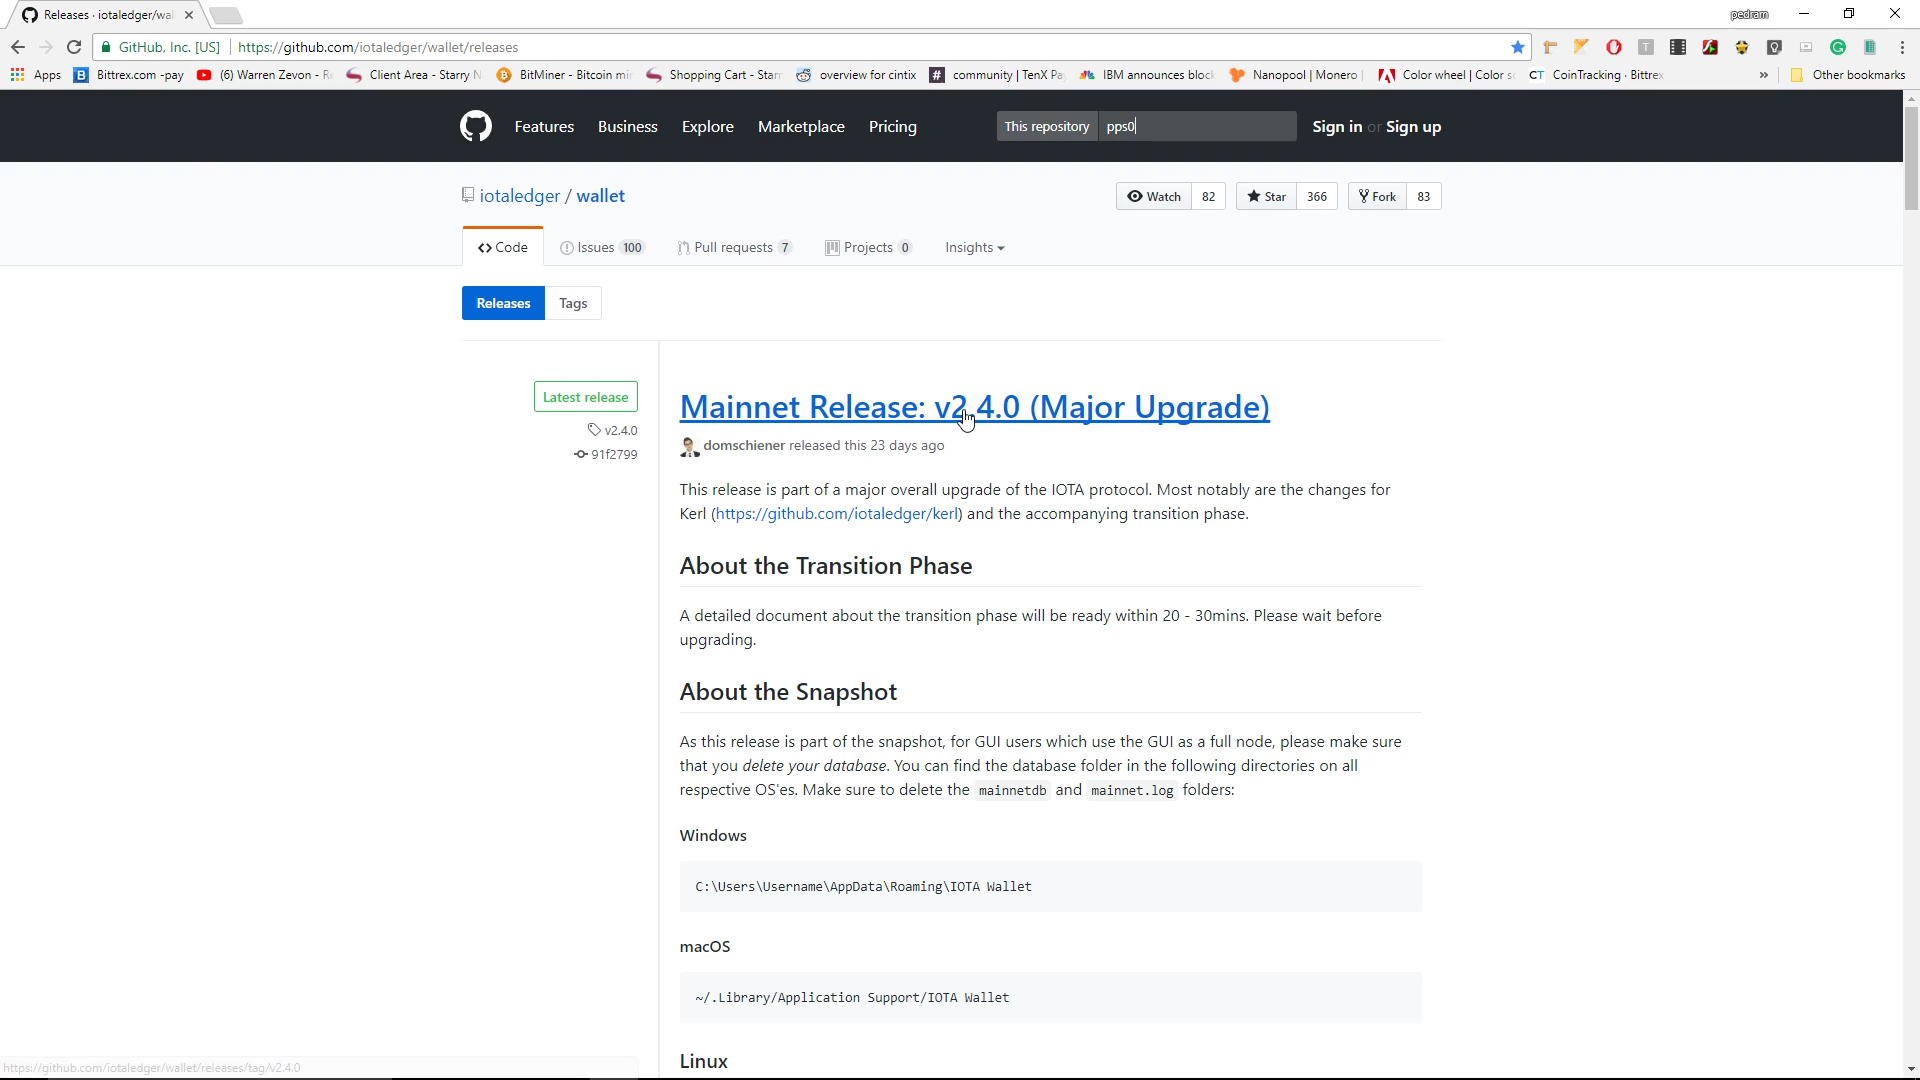 Releases · iotaledger/wal
pedram
GitHub, Inc. [US] https://github.com/iotaledger/wallet/releases
Apps Bittrex.com -pay (6) Warren Zevon - Client Area - Starry BitMiner - Bitcoin Shopping Cart - overview for cintix community | TenX IBM announces Nanopool | Monero Color wheel | Color CT CoinTracking · Bittrex » Other bookmarks
Features Business Explore Marketplace Pricing This repository pps0 Sign in or Sign up
iotaledger / wallet Watch 82 Star 366 Fork 83
Code Issues 100 Pull requests 7 Projects 0 Insights
Releases Tags
Latest release
v2.4.0
91f2799
Mainnet Release: v2.4.0 (Major Upgrade)
domschiener released this 23 days ago
This release is part of a major overall upgrade of the IOTA protocol. Most notably are the changes for
Kerl (https://github.com/iotaledger/kerl) and the accompanying transition phase.
About the Transition Phase
A detailed document about the transition phase will be ready within 20 - 30mins. Please wait before
upgrading.
About the Snapshot
As this release is part of the snapshot, for GUI users which use the GUI as a full node, please make sure
that you delete your database. You can find the database folder in the following directories on all
respective OS'es. Make sure to delete the mainnetdb and mainnet.log folders:
Windows
C:\Users\Username\AppData\Roaming\IOTA Wallet
macOS
~/.Library/Application Support/IOTA Wallet
Linux
https://github.com/iotaledger/wallet/releases/tag/v2.4.0